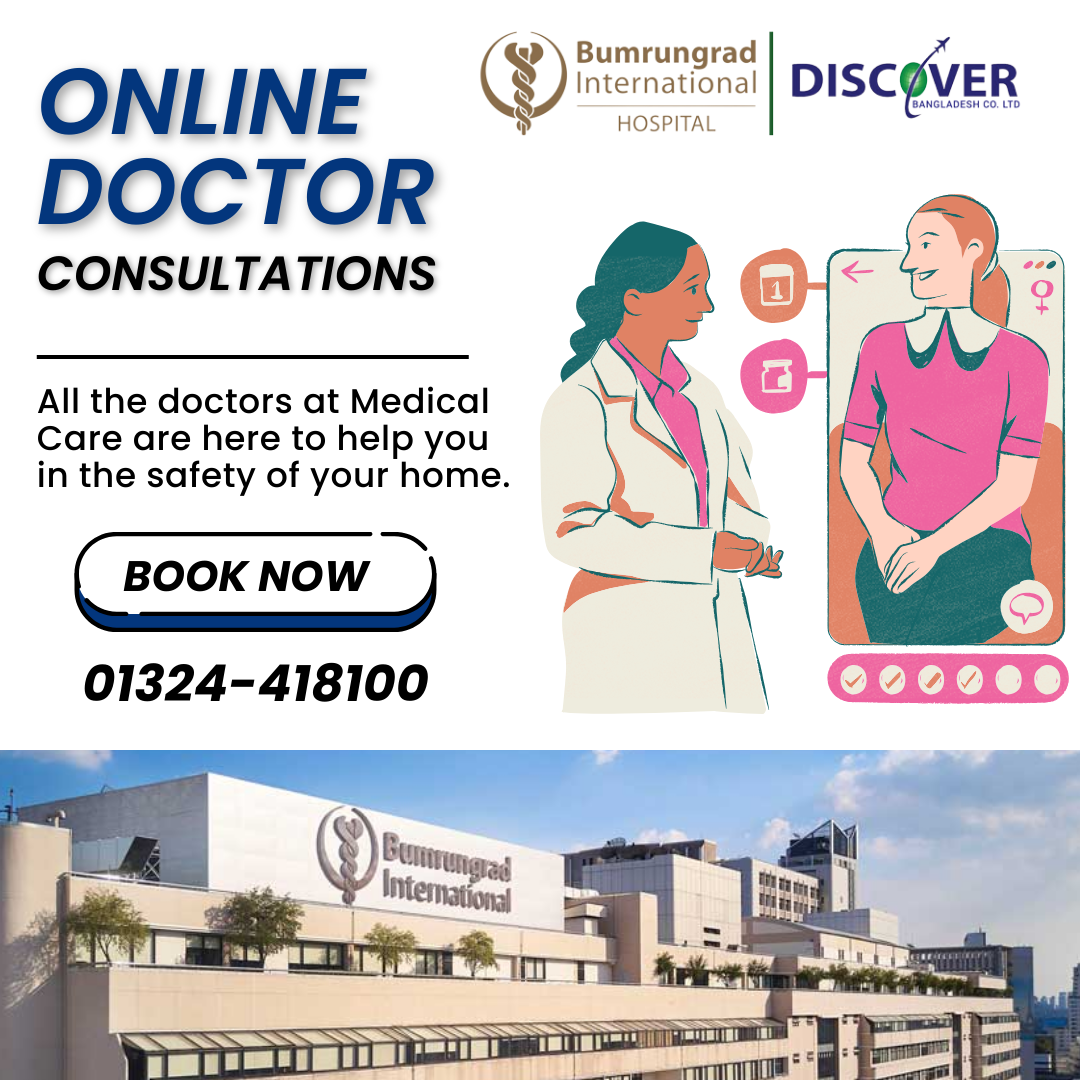 ONLINE
DOCTOR
CONSULTATIONS
Bumrungrad
International
HOSPITAL
DISCOVER
BANGLADESH CO. LTD
All the doctors at Medical
Care are here to help you
in the safety of your home.
1
BOOK NOW
01324-418100
Bumrungrad
International